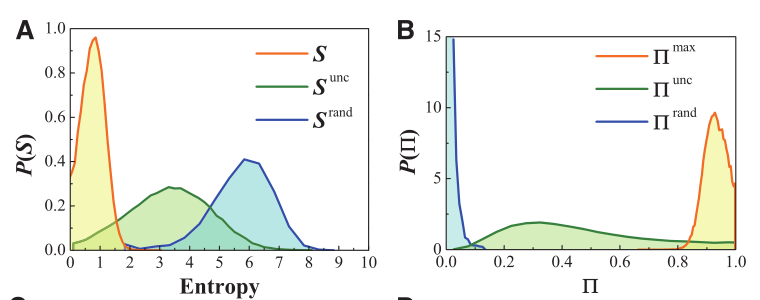 A
1.0
0.8
0.6
0.4
0.2
0.0
P(S)
S
S^unc
S^rand
0 1 2 3 4 5 6 7 8 9 10
Entropy
B
15
10
5
0
P(Π)
Π^max
Π^unc
Π^rand
0.0 0.2 0.4 0.6 0.8 1.0
Π